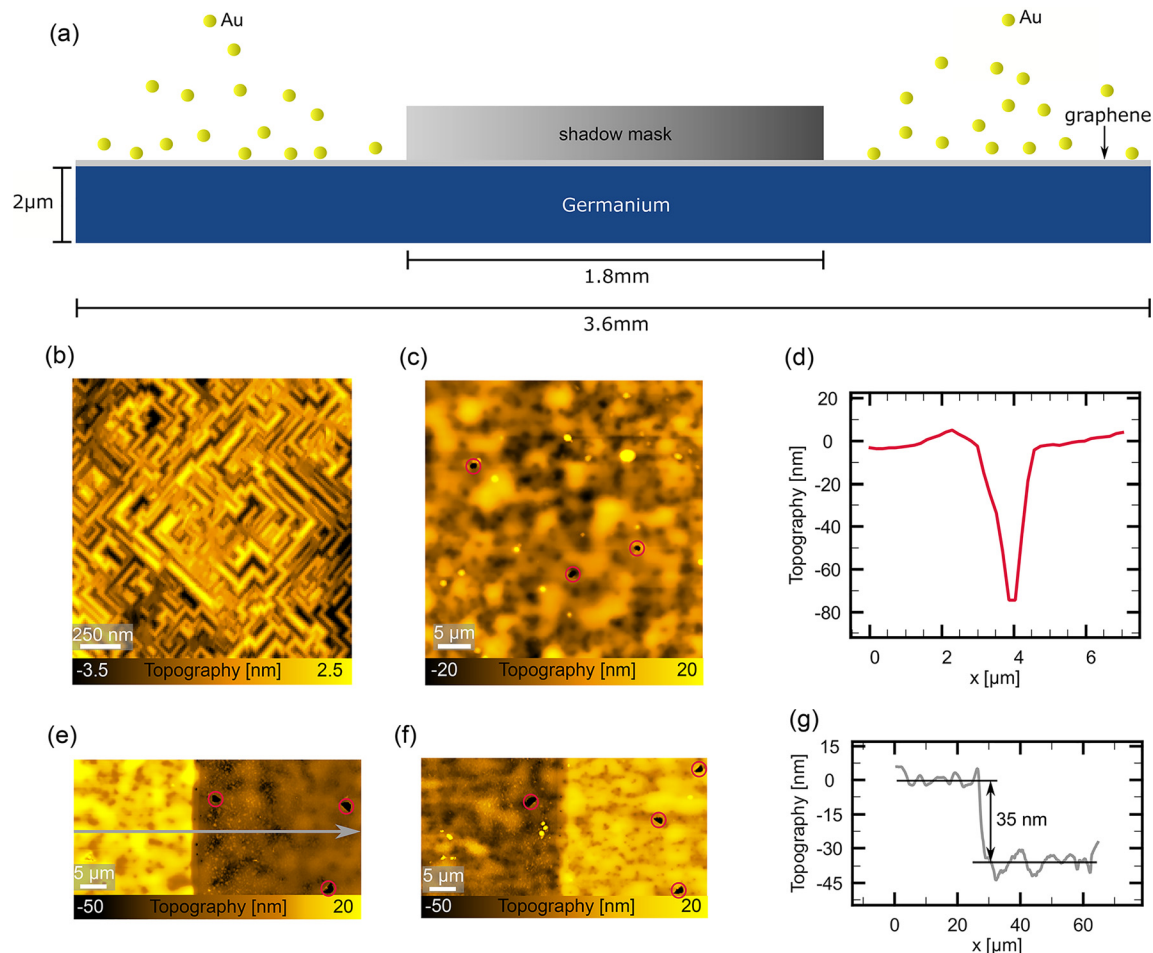 (a)
Au
Au
graphene
shadow mask
2μm
Germanium
1.8mm
3.6mm
(b)
250 nm
-3.5 Topography [nm] 2.5
(c)
5 μm
-20 Topography [nm] 20
(d)
20
0
-20
-40
-60
-80
Topography [nm]
0 2 4 6
x [μm]
(e)
5 μm
-50 Topography [nm] 20
(f)
5 μm
-50 Topography [nm] 20
(g)
15
0
-15
-30
-45
Topography [nm]
35 nm
0 20 40 60
x [μm]